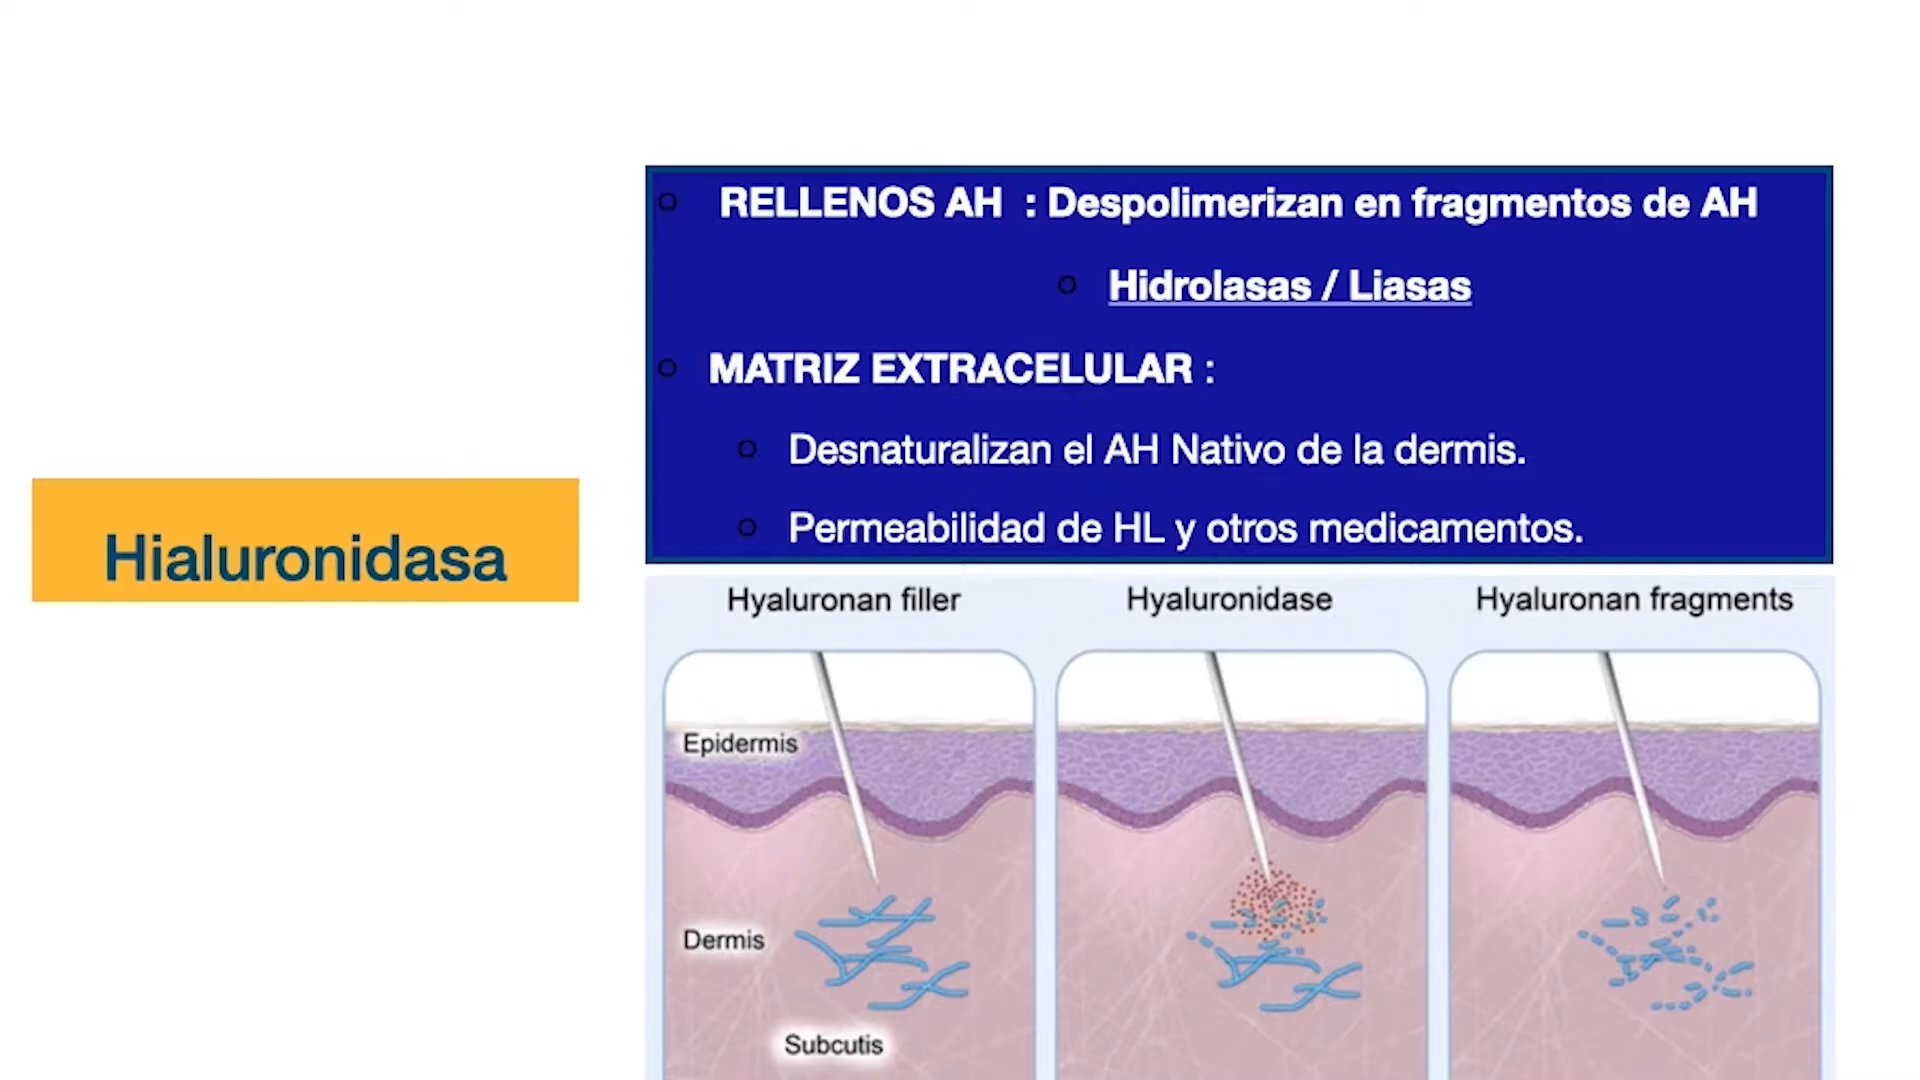 Hialuronidasa
RELLENOS AH : Despolimerizan en fragmentos de AH
Hidrolasas / Liasas
MATRIZ EXTRACELULAR :
Desnaturalizan el AH Nativo de la dermis.
Permeabilidad de HL y otros medicamentos.
Hyaluronan filler
Hyaluronidase
Hyaluronan fragments
Epidermis
Dermis
Subcutis